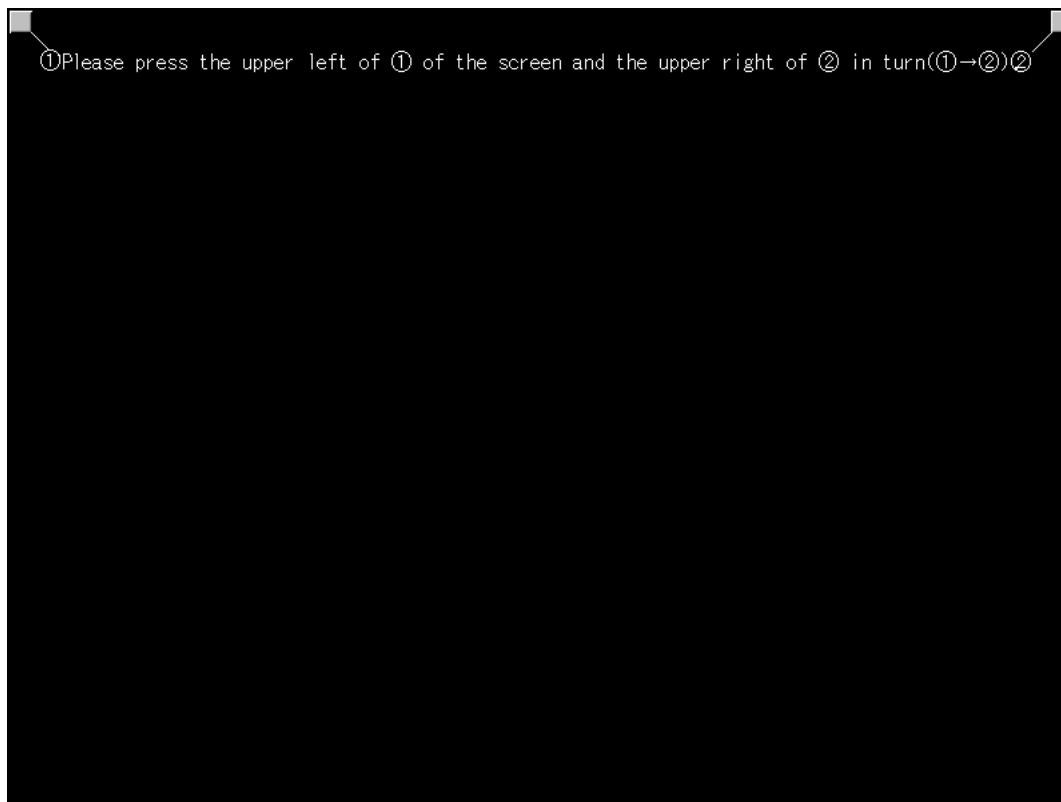 ①Please press the upper left of ① of the screen and the upper right of ② in turn(①→②)②